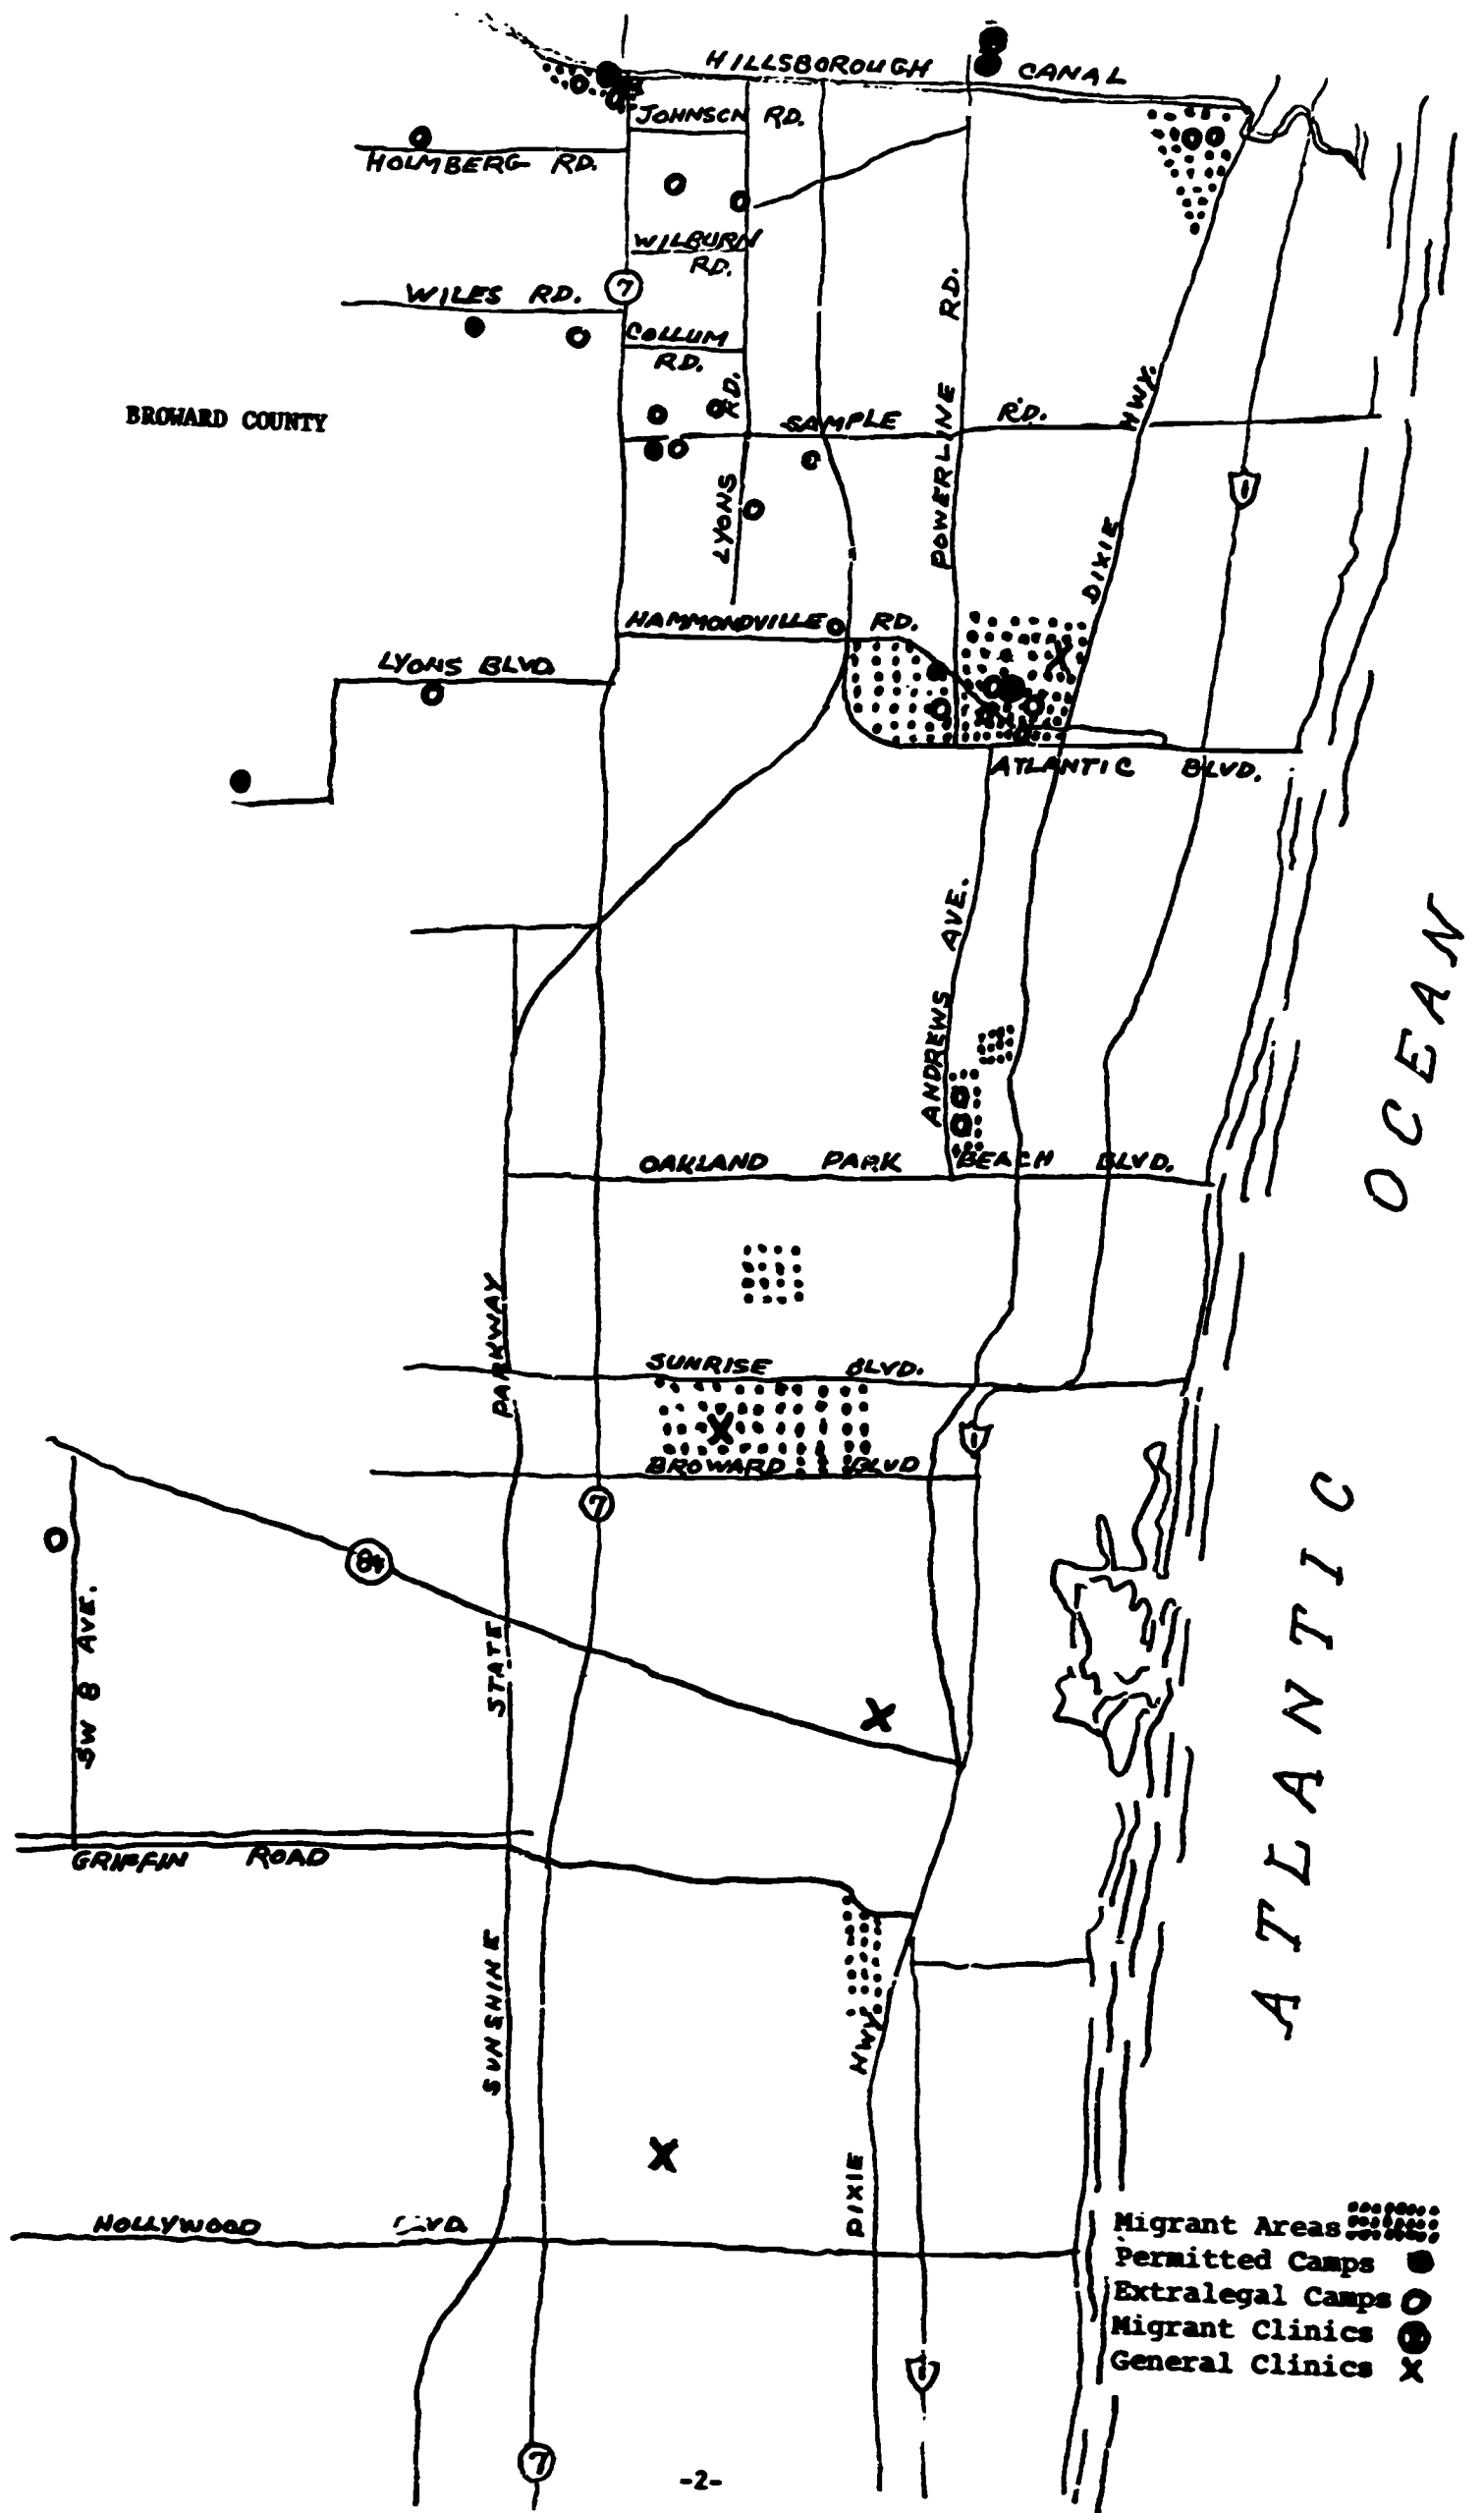 HILLSBOROUGH CANAL
JOHNSON RD.
HOLMBERG RD.
WILBURN
RD.
7
WILES RD.
COLLUM
RD.
BROWARD COUNTY
LYONS RD.
SAMPLE RD.
POWERLINE RD.
DIXIE HWY.
1
HAMMONDVILLE RD.
LYONS BLVD
ATLANTIC BLVD.
ANDREWS AVE.
OAKLAND PARK BEACH BLVD.
SUNRISE BLVD.
BROWARD BLVD
1
7
84
SW 8 AVE.
SUNSHINE STATE PARKWAY
GRIFFIN ROAD
DIXIE HWY
HOLLYWOOD
ATLANTIC OCEAN
Migrant Areas
Permitted Camps
Extralegal Camps
Migrant Clinics
General Clinics X
1
7
-2-